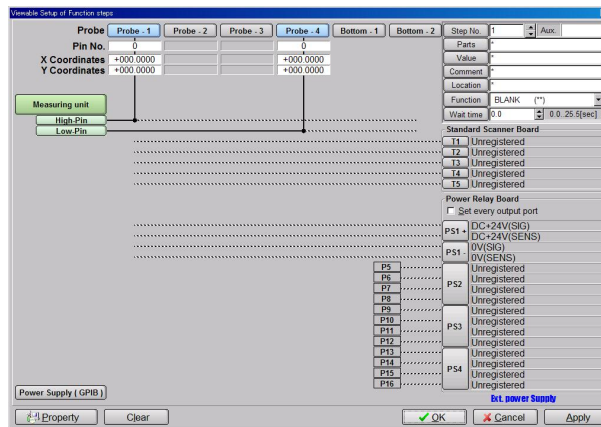 Viewable Setup of Function steps
Probe Probe - 1 Probe - 2 Probe - 3 Probe - 4 Bottom - 1 Bottom - 2 Step No. 1 Aux.
Pin No. 0 0 Parts *
X Coordinates +000.0000 +000.0000 Value *
Y Coordinates +000.0000 +000.0000 Comment *
Location *
Measuring unit Function BLANK (**)
High-Pin Wait time 0.0 0.0..25.5[sec]
Low-Pin Standard Scanner Board
T1 Unregistered
T2 Unregistered
T3 Unregistered
T4 Unregistered
T5 Unregistered
Power Relay Board
Set every output port
PS1 + DC+24V(SIG)
DC+24V(SENS)
PS1 - 0V(SIG)
0V(SENS)
P5 Unregistered
P6 PS2 Unregistered
P7 Unregistered
P8 Unregistered
P9 Unregistered
P10 PS3 Unregistered
P11 Unregistered
P12 Unregistered
P13 Unregistered
P14 PS4 Unregistered
P15 Unregistered
P16 Unregistered
Power Supply ( GPIB ) Ext. power Supply
Property Clear OK Cancel Apply